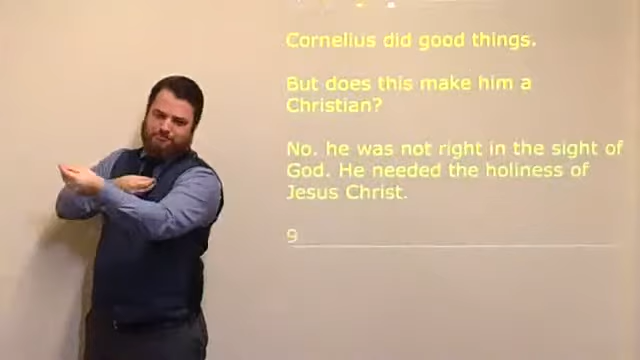 Cornelius did good things.
But does this make him a
Christian?
No. he was not right in the sight of
God. He needed the holiness of
Jesus Christ.
9